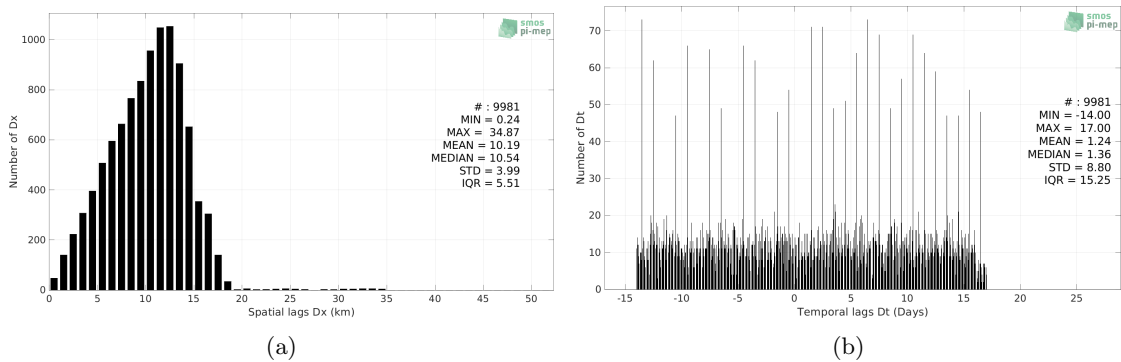 smos
pi-mep
1000
800
600
400
200
0
Number of Dx
# : 9981
MIN = 0.24
MAX = 34.87
MEAN = 10.19
MEDIAN = 10.54
STD = 3.99
IQR = 5.51
0 5 10 15 20 25 30 35 40 45 50
Spatial lags Dx (km)
(a)
smos
pi-mep
70
60
50
40
30
20
10
0
Number of Dt
# : 9981
MIN = -14.00
MAX = 17.00
MEAN = 1.24
MEDIAN = 1.36
STD = 8.80
IQR = 15.25
-15 -10 -5 0 5 10 15 20 25
Temporal lags Dt (Days)
(b)